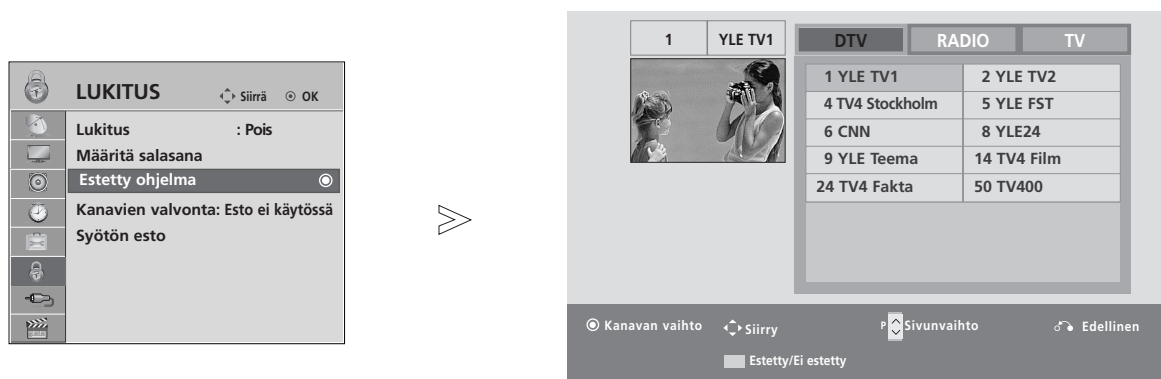 LUKITUS Siirrä OK
Lukitus : Pois
Määritä salasana
Estetty ohjelma
Kanavien valvonta: Esto ei käytössä
Syötön esto
1 YLE TV1
DTV RADIO TV
1 YLE TV1 2 YLE TV2
4 TV4 Stockholm 5 YLE FST
6 CNN 8 YLE24
9 YLE Teema 14 TV4 Film
24 TV4 Fakta 50 TV400
Kanavan vaihto Siirry P Sivunvaihto Edellinen
Estetty/Ei estetty